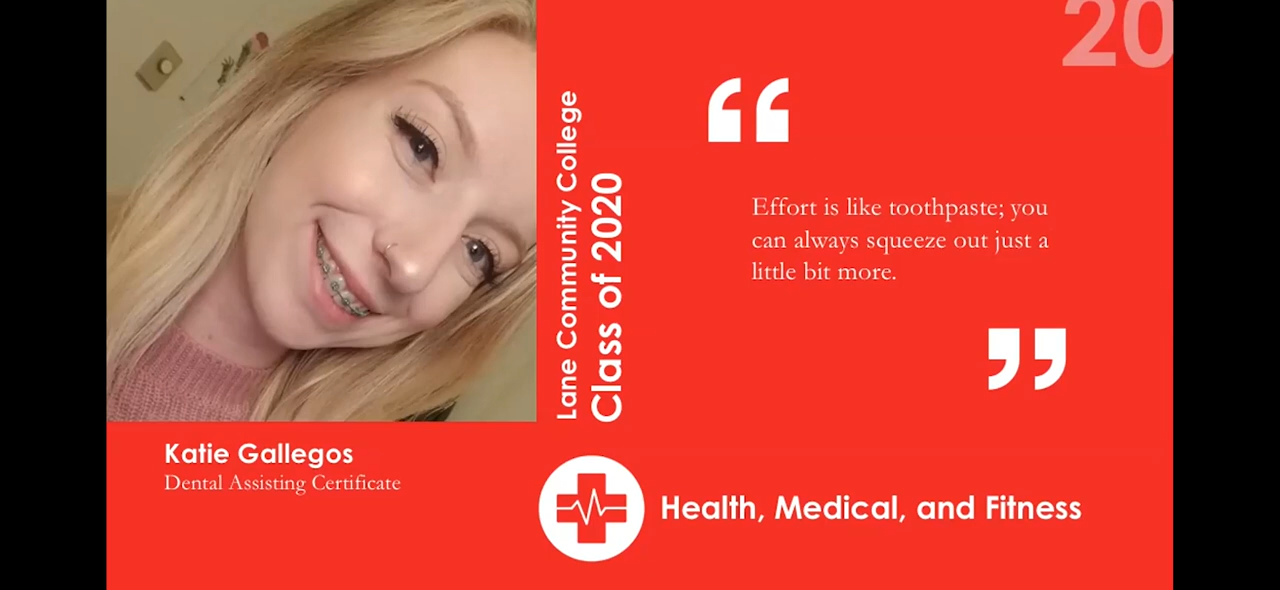 20
Lane Community College
Class of 2020
“
Effort is like toothpaste; you
can always squeeze out just a
little bit more.
”
Katie Gallegos
Dental Assisting Certificate
Health, Medical, and Fitness